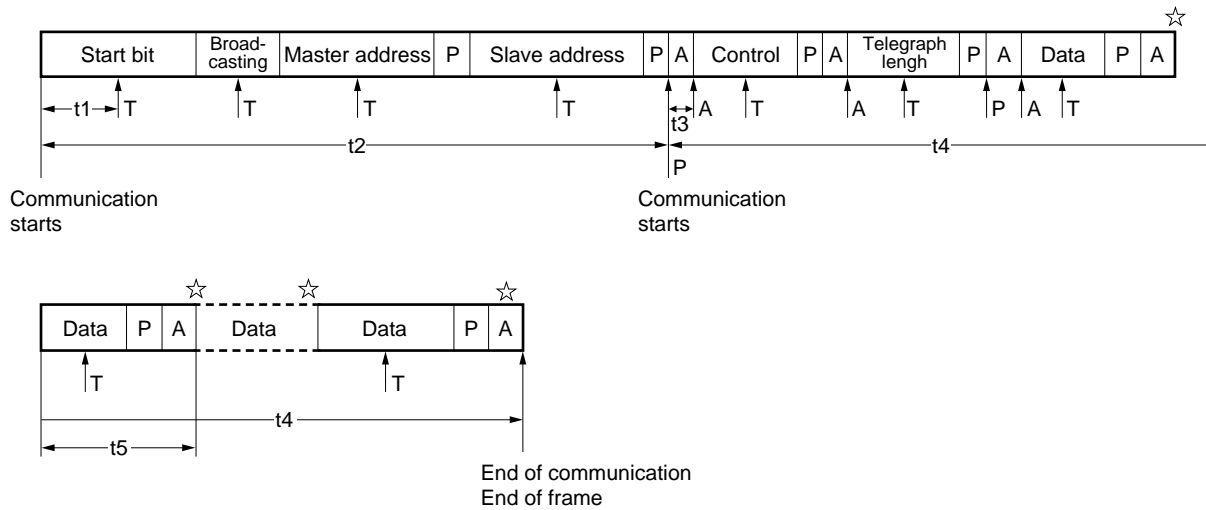 Start bit
Broad-
casting
Master address
P
Slave address
P
A
Control
P
A
Telegraph
lengh
P
A
Data
P
A
t1
T
T
T
T
t3
A
T
A
T
P
A
T
t2
t4
P
Communication
starts
Communication
starts
Data
P
A
Data
Data
P
A
T
T
t4
t5
End of communication
End of frame